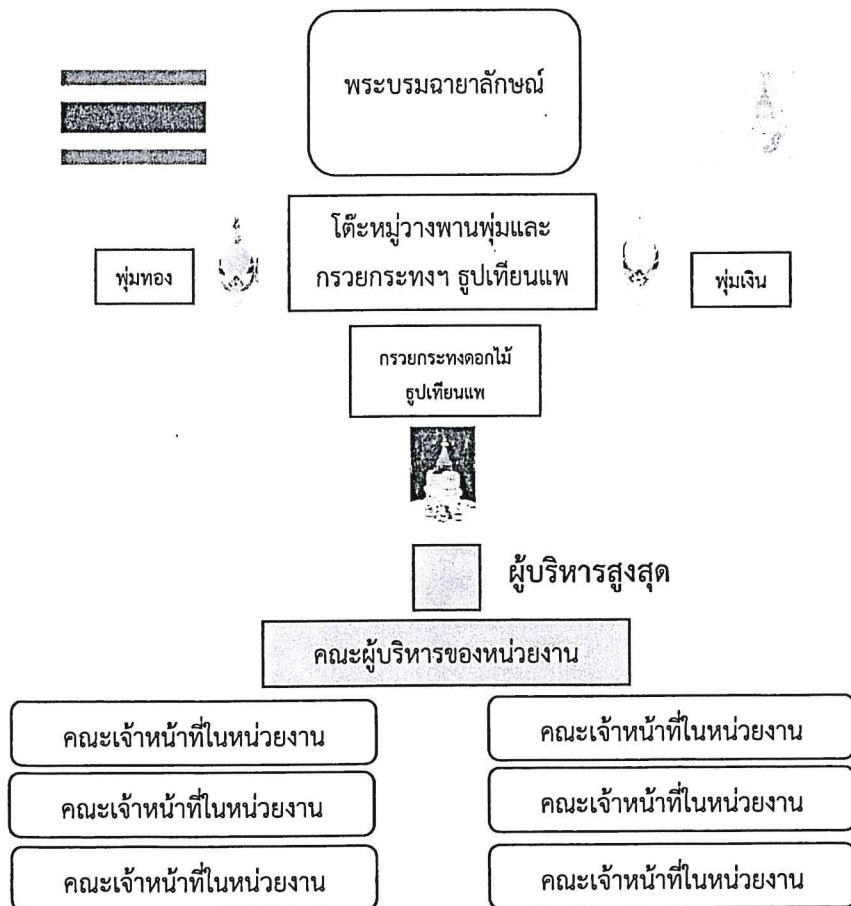 พระบรมฉายาลักษณ์
โต๊ะหมู่วางพานพุ่มและ
กรวยกระทงฯ ธูปเทียนแพ
พุ่มทอง
พุ่มเงิน
กรวยกระทงดอกไม้
ธูปเทียนแพ
ผู้บริหารสูงสุด
คณะผู้บริหารของหน่วยงาน
คณะเจ้าหน้าที่ในหน่วยงาน
คณะเจ้าหน้าที่ในหน่วยงาน
คณะเจ้าหน้าที่ในหน่วยงาน
คณะเจ้าหน้าที่ในหน่วยงาน
คณะเจ้าหน้าที่ในหน่วยงาน
คณะเจ้าหน้าที่ในหน่วยงาน